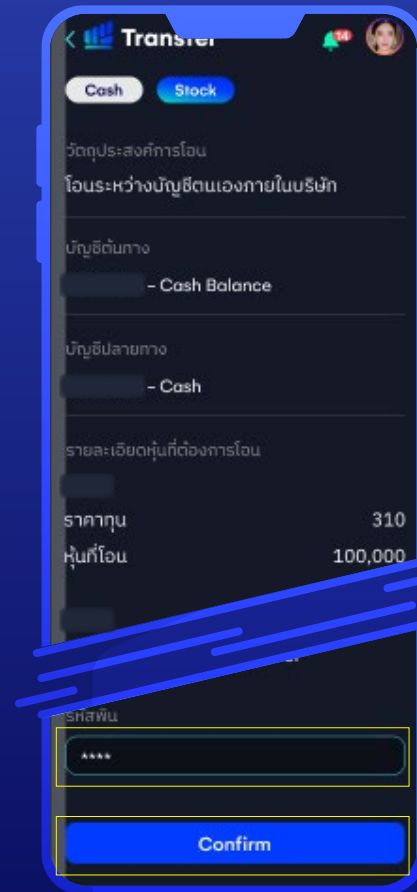 Transfer
14
Cash Stock
วัตถุประสงค์การโอน
โอนระหว่างบัญชีตนเองภายในบริษัท
บัญชีต้นทาง
– Cash Balance
บัญชีปลายทาง
– Cash
รายละเอียดหุ้นที่ต้องการโอน
ราคาทุน 310
หุ้นที่โอน 100,000
รหัสพิน
****
Confirm